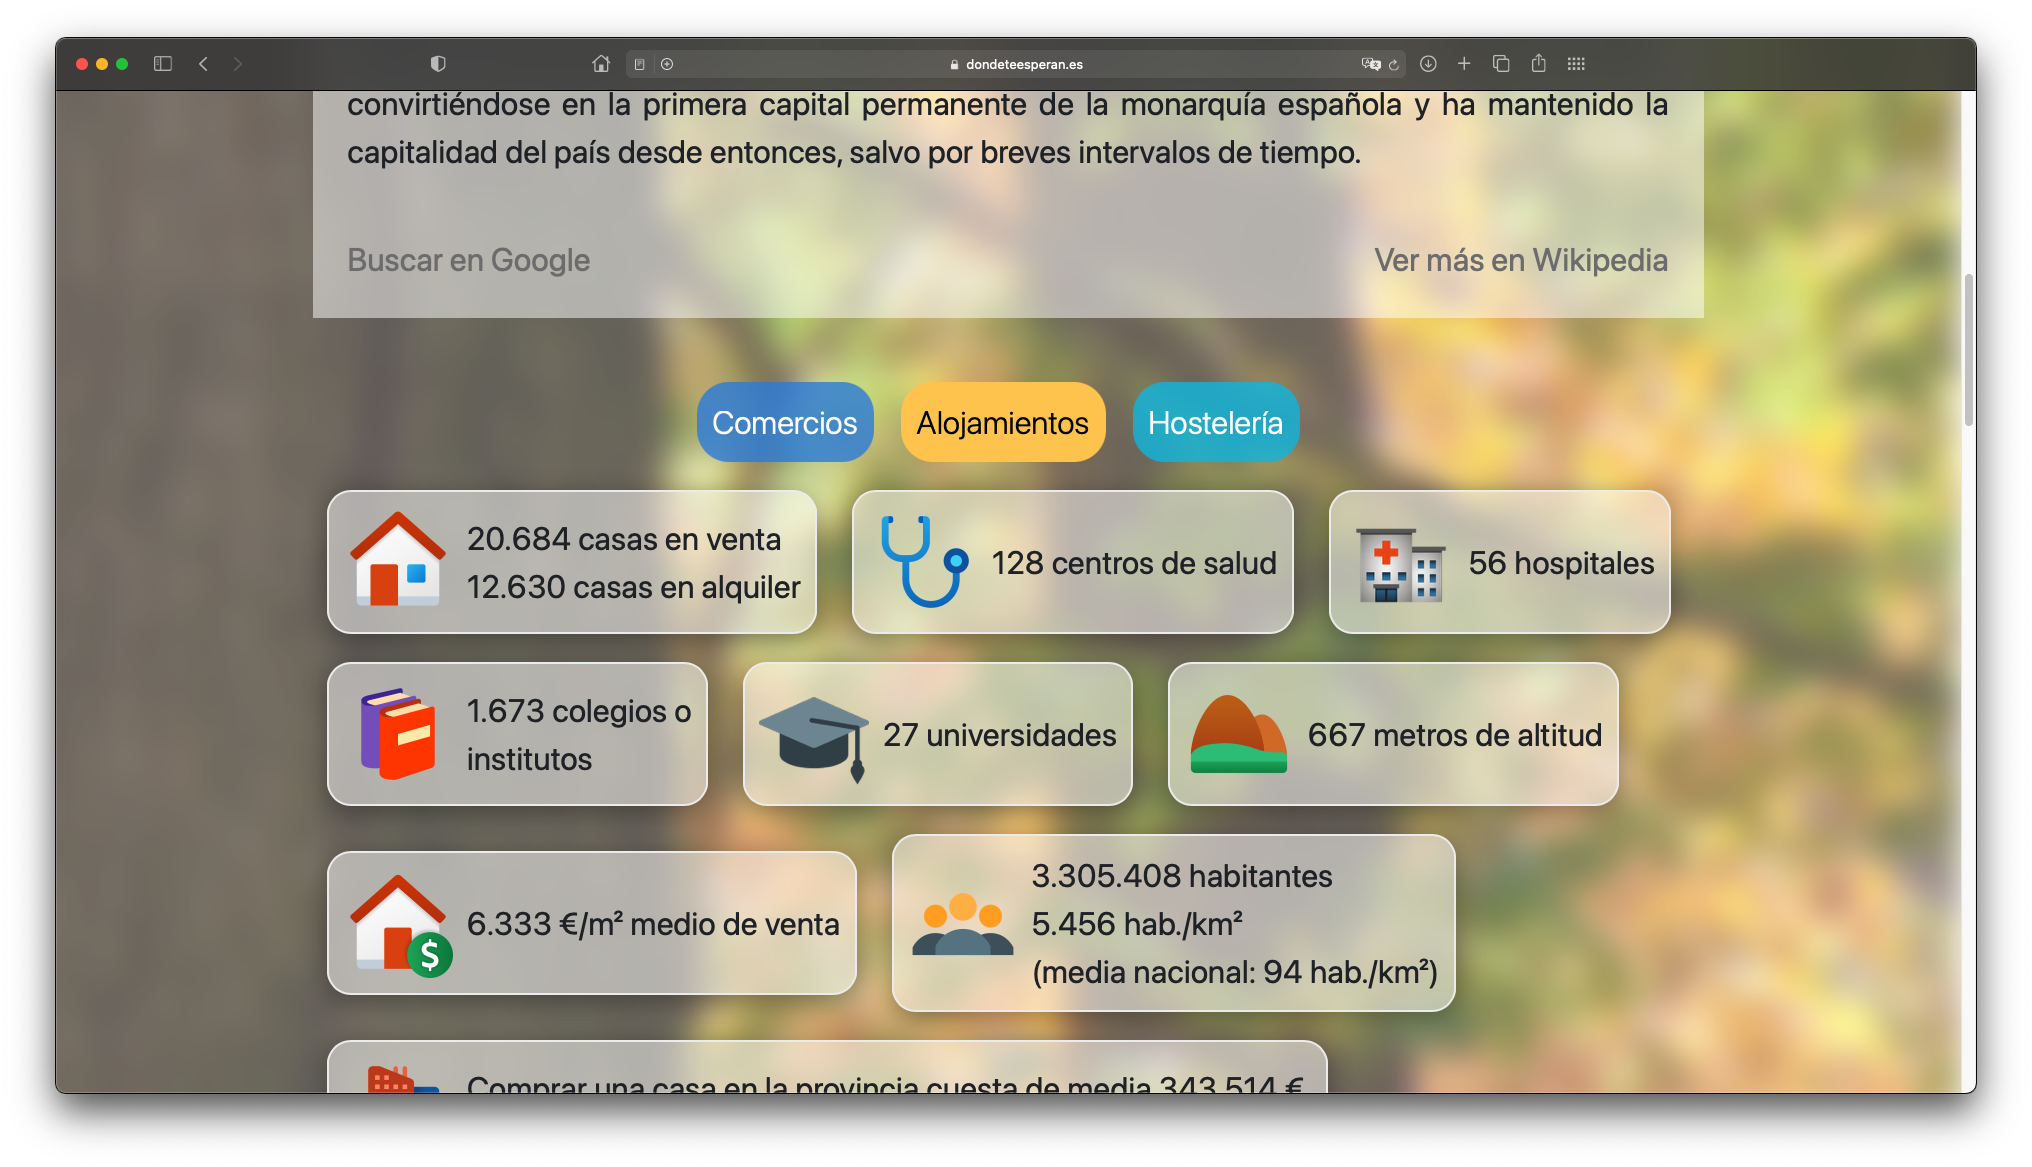 dondeteesperan.es
convirtiéndose en la primera capital permanente de la monarquía española y ha mantenido la
capitalidad del país desde entonces, salvo por breves intervalos de tiempo.
Buscar en Google
Ver más en Wikipedia
Comercios
Alojamientos
Hostelería
20.684 casas en venta
12.630 casas en alquiler
128 centros de salud
56 hospitales
1.673 colegios o
institutos
27 universidades
667 metros de altitud
6.333 €/m² medio de venta
3.305.408 habitantes
5.456 hab./km²
(media nacional: 94 hab./km²)
Comprar una casa en la provincia cuesta de media 343.514 €